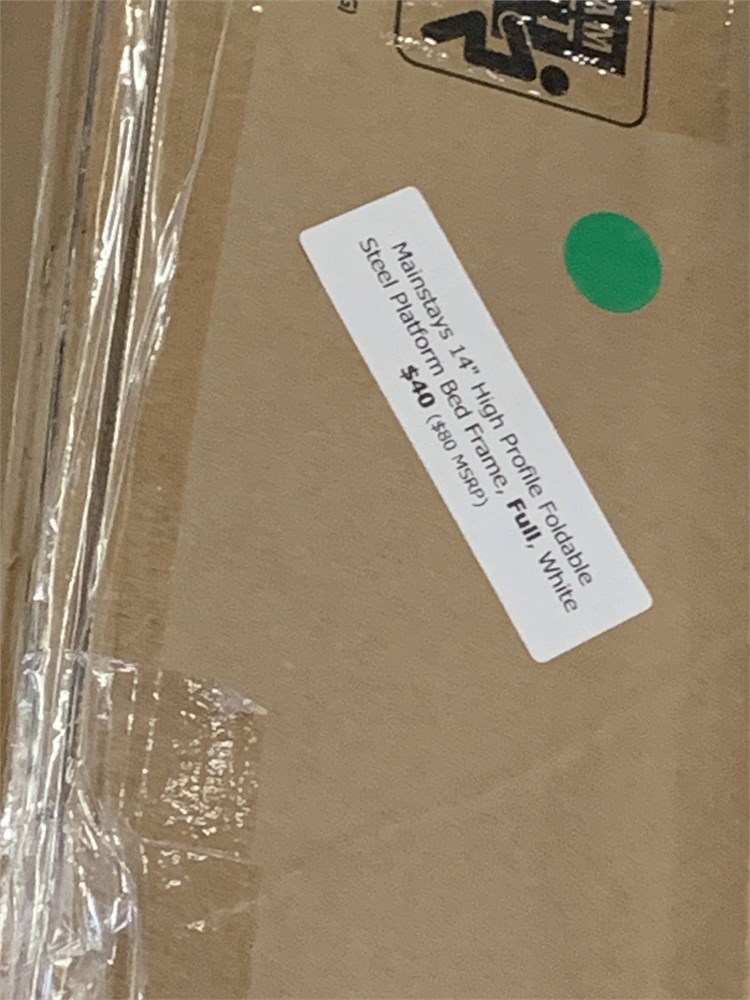 Mainstays 14" High Profile Foldable
Steel Platform Bed Frame, Full, White
$40 ($80 MSRP)